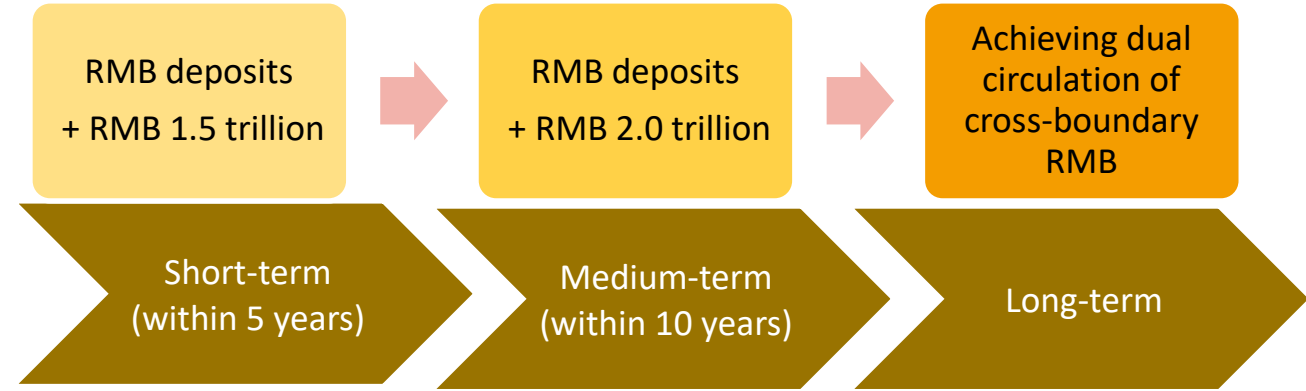 RMB deposits
+ RMB 1.5 trillion
RMB deposits
+ RMB 2.0 trillion
Achieving dual
circulation of
cross-boundary
RMB
Short-term
(within 5 years)
Medium-term
(within 10 years)
Long-term